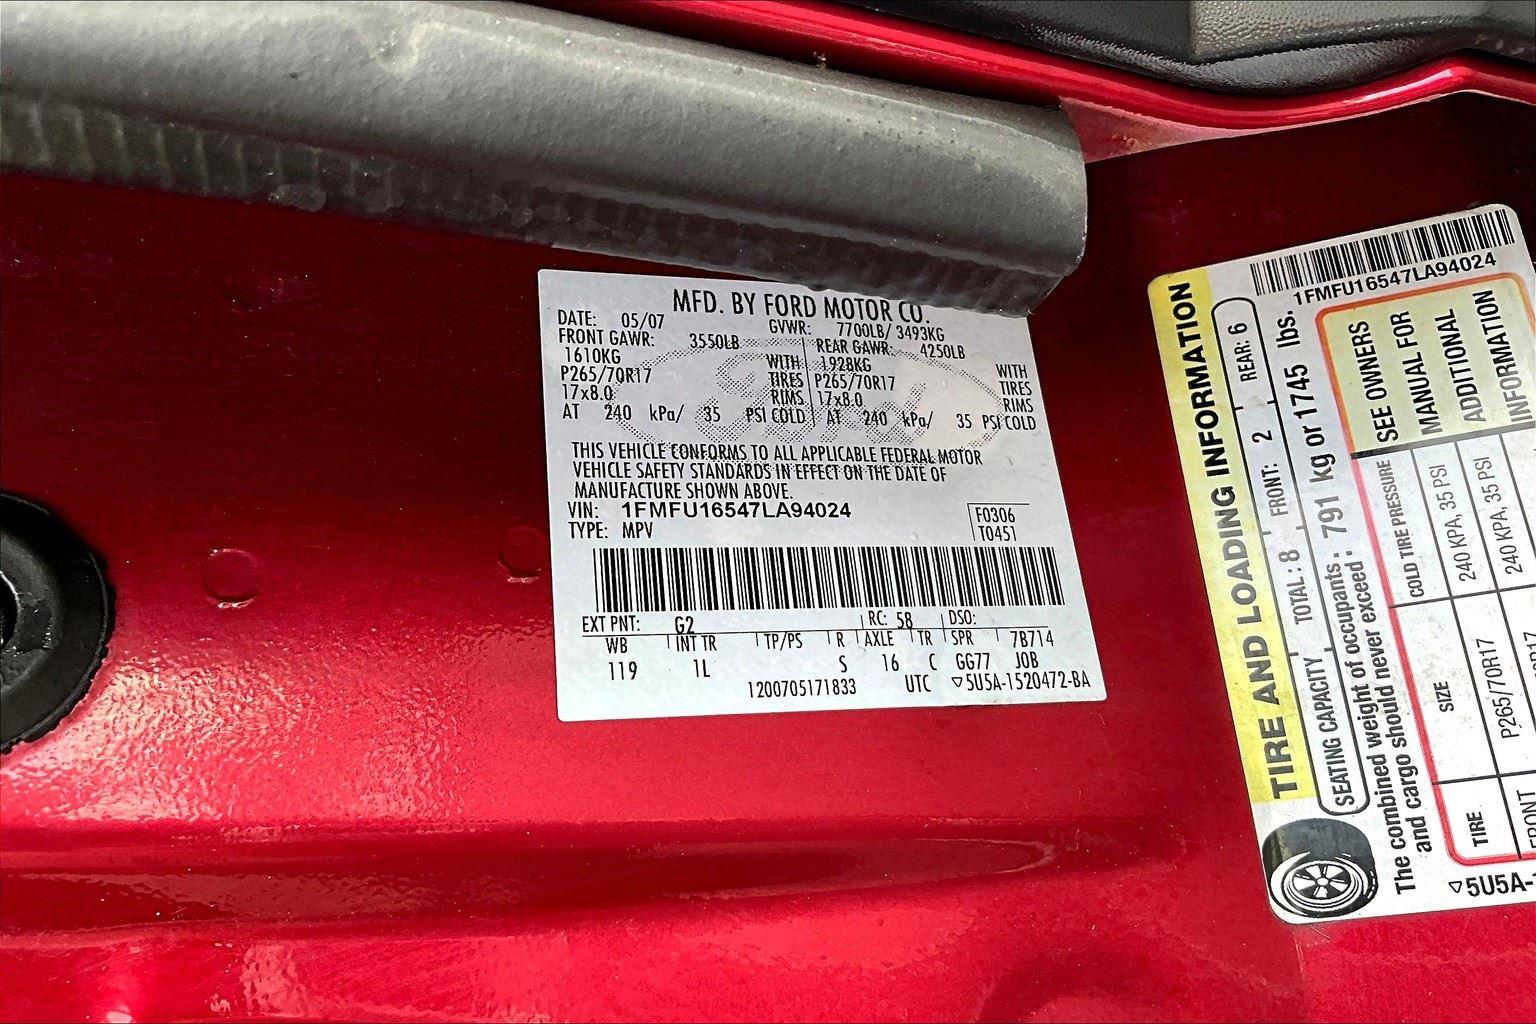 MFD. BY FORD MOTOR CO.
DATE: 05/07 GVWR: 7700LB/ 3493KG
FRONT GAWR: 3550LB REAR GAWR: 4250LB
1610KG WITH 1928KG WITH
P265/70R17 TIRES P265/70R17 TIRES
17x8.0 RIMS 17x8.0 RIMS
AT 240 kPa/ 35 PSI COLD AT 240 kPa/ 35 PSI COLD
THIS VEHICLE CONFORMS TO ALL APPLICABLE FEDERAL MOTOR
VEHICLE SAFETY STANDARDS IN EFFECT ON THE DATE OF
MANUFACTURE SHOWN ABOVE.
VIN: 1FMFU16547LA94024 F0306
TYPE: MPV T0451
EXT PNT: G2 RC: 58 DSO:
WB INT TR TP/PS R AXLE TR SPR 7B714
119 1L S 16 C GG77 JOB
1200705171833 UTC ▽5U5A-1520472-BA
1FMFU16547LA94024
TIRE AND LOADING INFORMATION
SEATING CAPACITY TOTAL: 8 FRONT: 2 REAR: 6
The combined weight of occupants : 791 kg or 1745 lbs.
and cargo should never exceed :
TIRE SIZE COLD TIRE PRESSURE
FRONT P265/70R17 240 KPA, 35 PSI
240 KPA, 35 PSI
SEE OWNERS
MANUAL FOR
ADDITIONAL
INFORMATION
▽5U5A-